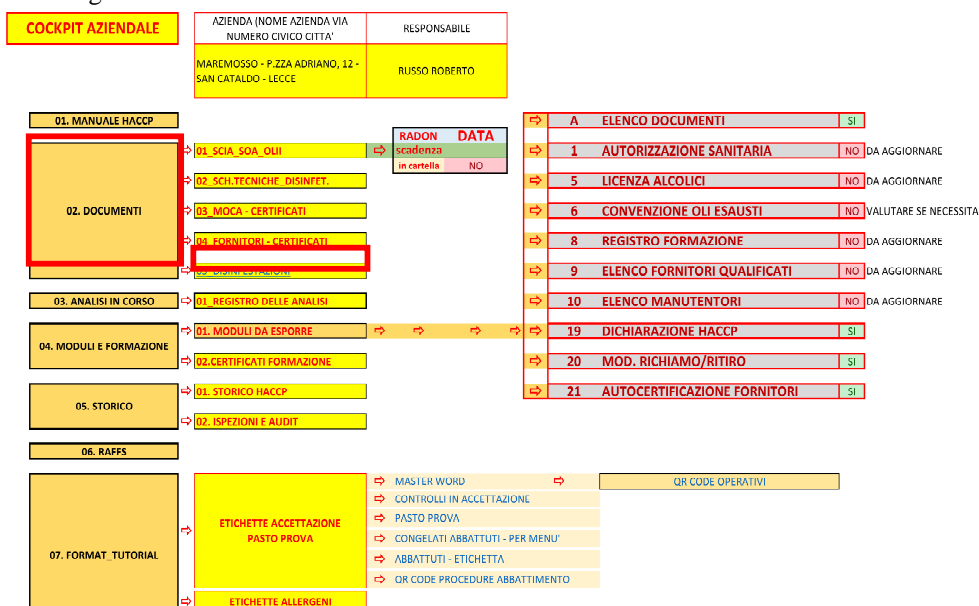 COCKPIT AZIENDALE
AZIENDA (NOME AZIENDA VIA
NUMERO CIVICO CITTA'
RESPONSABILE
MAREMOSSO - P.ZZA ADRIANO, 12 -
SAN CATALDO - LECCE
RUSSO ROBERTO
01. MANUALE HACCP
RADON DATA
A ELENCO DOCUMENTI SI
01_SCIA_SOA_OLII
scadenza
1 AUTORIZZAZIONE SANITARIA NO DA AGGIORNARE
in cartella NO
02_SCH.TECNICHE_DISINFET.
5 LICENZA ALCOLICI NO DA AGGIORNARE
02. DOCUMENTI
03_MOCA - CERTIFICATI
6 CONVENZIONE OLI ESAUSTI NO VALUTARE SE NECESSITA
04_FORNITORI - CERTIFICATI
8 REGISTRO FORMAZIONE NO DA AGGIORNARE
05-DISINFESTAZIONI
9 ELENCO FORNITORI QUALIFICATI NO DA AGGIORNARE
03. ANALISI IN CORSO
01_REGISTRO DELLE ANALISI
10 ELENCO MANUTENTORI NO DA AGGIORNARE
04. MODULI E FORMAZIONE
01. MODULI DA ESPORRE
19 DICHIARAZIONE HACCP SI
02.CERTIFICATI FORMAZIONE
20 MOD. RICHIAMO/RITIRO SI
05. STORICO
01. STORICO HACCP
21 AUTOCERTIFICAZIONE FORNITORI SI
02. ISPEZIONI E AUDIT
06. RAFFS
07. FORMAT_TUTORIAL
ETICHETTE ACCETTAZIONE
PASTO PROVA
MASTER WORD
QR CODE OPERATIVI
CONTROLLI IN ACCETTAZIONE
PASTO PROVA
CONGELATI ABBATTUTI - PER MENU'
ABBATTUTI - ETICHETTA
QR CODE PROCEDURE ABBATTIMENTO
ETICHETTE ALLERGENI